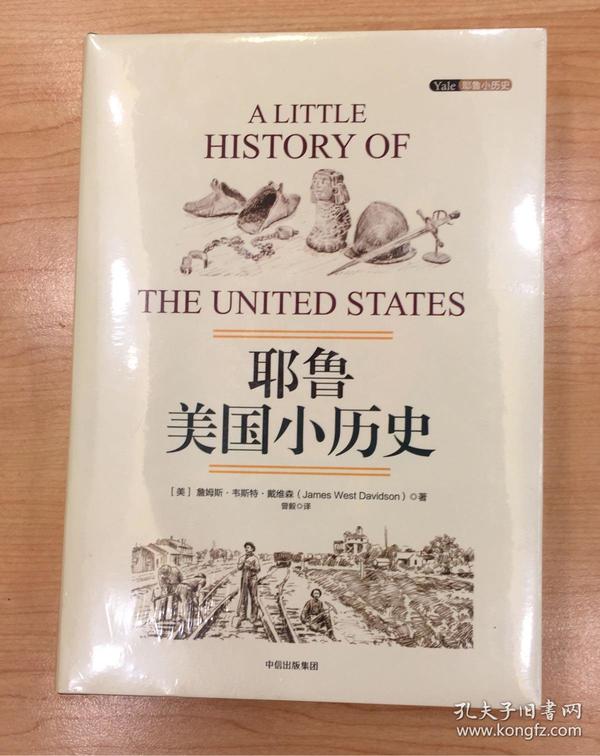 Yale 耶鲁小历史
A LITTLE
HISTORY OF
THE UNITED STATES
耶鲁
美国小历史
［美］詹姆斯·韦斯特·戴维森（James West Davidson）◎著
曾毅◎译
中信出版集团
孔夫子旧书网
www.kongfz.com